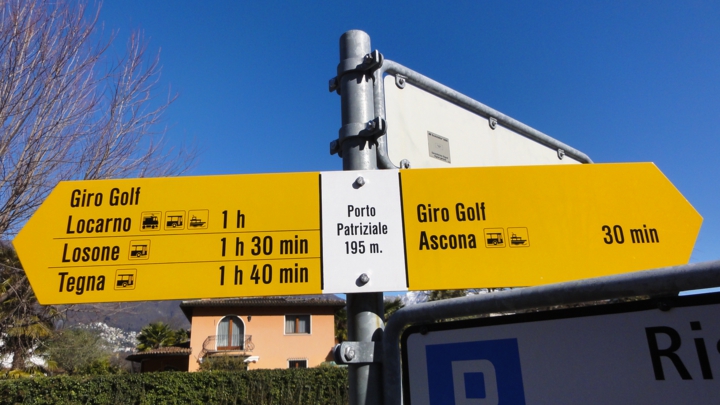 Giro Golf
Locarno 1 h
Losone 1 h 30 min
Tegna 1 h 40 min
Porto
Patriziale
195 m.
Giro Golf
Ascona 30 min
P